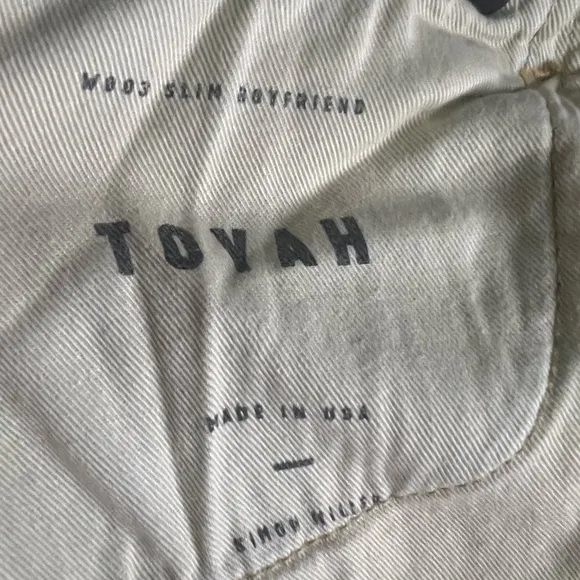 W003 SLIM BOYFRIEND
TOYAH
MADE IN USA
SIMON MILLER